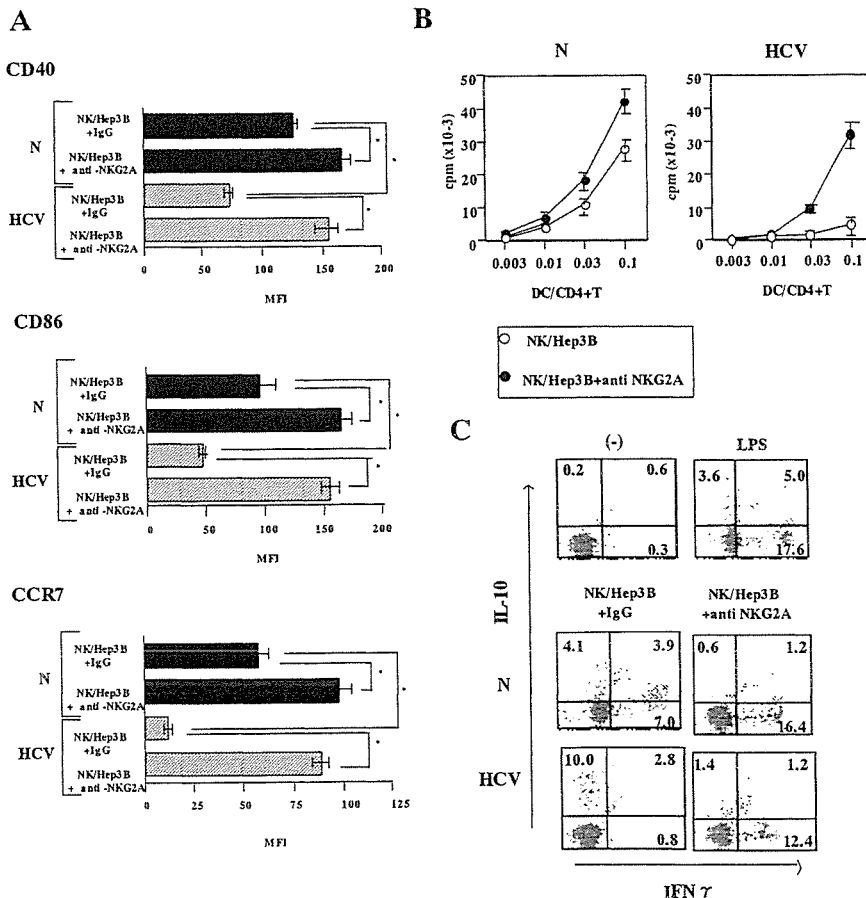 A
CD40
N
NK/Hep3B
+IgG
NK/Hep3B
+ anti -NKG2A
HCV
NK/Hep3B
+IgG
NK/Hep3B
+ anti -NKG2A
*
*
*
0 50 100 150 200
MFI
CD86
N
NK/Hep3B
+IgG
NK/Hep3B
+ anti -NKG2A
HCV
NK/Hep3B
+IgG
NK/Hep3B
+ anti -NKG2A
*
*
*
0 50 100 150 200
MFI
CCR7
N
NK/Hep3B
+IgG
NK/Hep3B
+ anti -NKG2A
HCV
NK/Hep3B
+IgG
NK/Hep3B
+ anti -NKG2A
*
*
*
0 25 50 75 100 125
MFI
B
N
cpm (x10-3)
50
40
30
20
10
0
0.003 0.01 0.03 0.1
DC/CD4+T
HCV
cpm (x10-3)
50
40
30
20
10
0
0.003 0.01 0.03 0.1
DC/CD4+T
NK/Hep3B
NK/Hep3B+anti NKG2A
C
(-)
LPS
0.2 0.6
0.3
3.6 5.0
17.6
IL-10
NK/Hep3B
+IgG
NK/Hep3B
+anti NKG2A
N
4.1 3.9
7.0
0.6 1.2
16.4
HCV
10.0 2.8
0.8
1.4 1.2
12.4
IFN γ